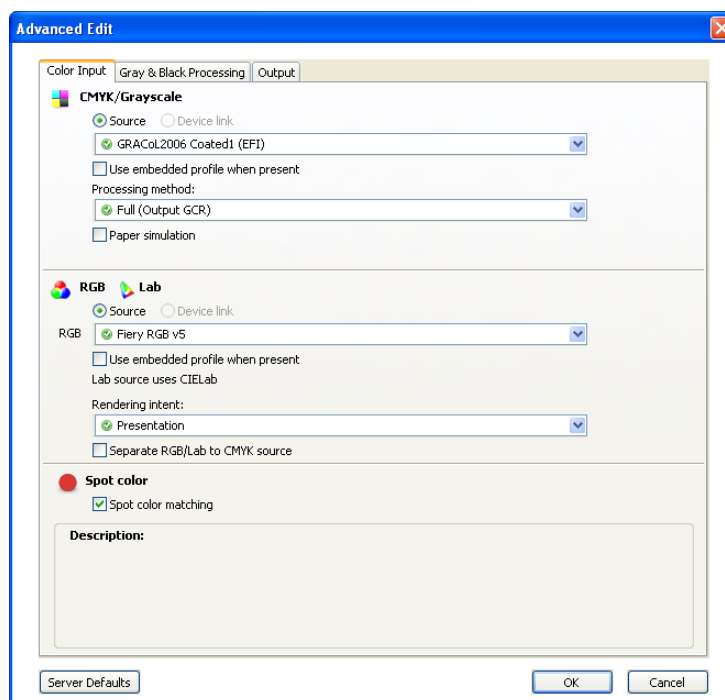 Advanced Edit
Color Input Gray & Black Processing Output
CMYK/Grayscale
Source Device link
GRACoL2006 Coated1 (EFI)
Use embedded profile when present
Processing method:
Full (Output GCR)
Paper simulation
RGB Lab
Source Device link
RGB Fiery RGB v5
Use embedded profile when present
Lab source uses CIELab
Rendering intent:
Presentation
Separate RGB/Lab to CMYK source
Spot color
Spot color matching
Description:
Server Defaults OK Cancel